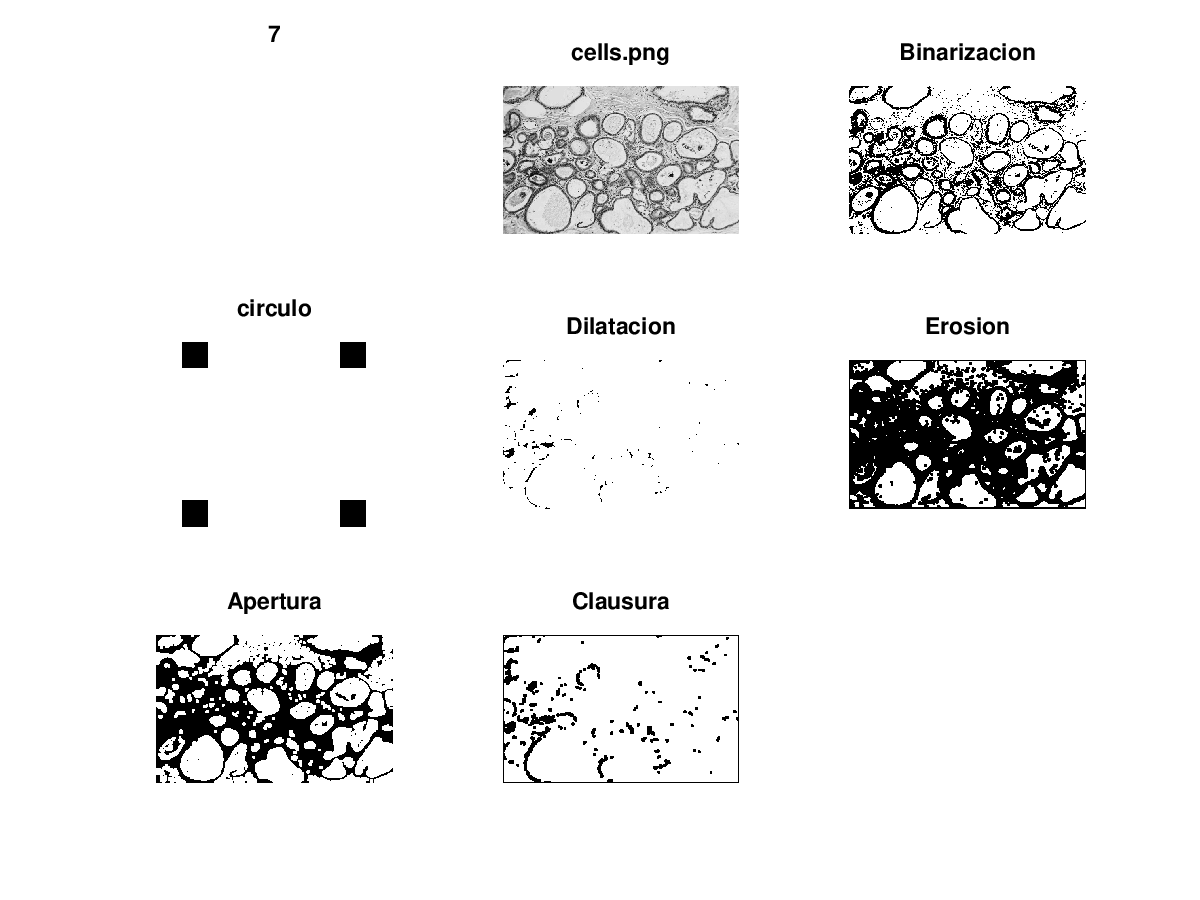 7
cells.png
Binarizacion
circulo
Dilatacion
Erosion
Apertura
Clausura